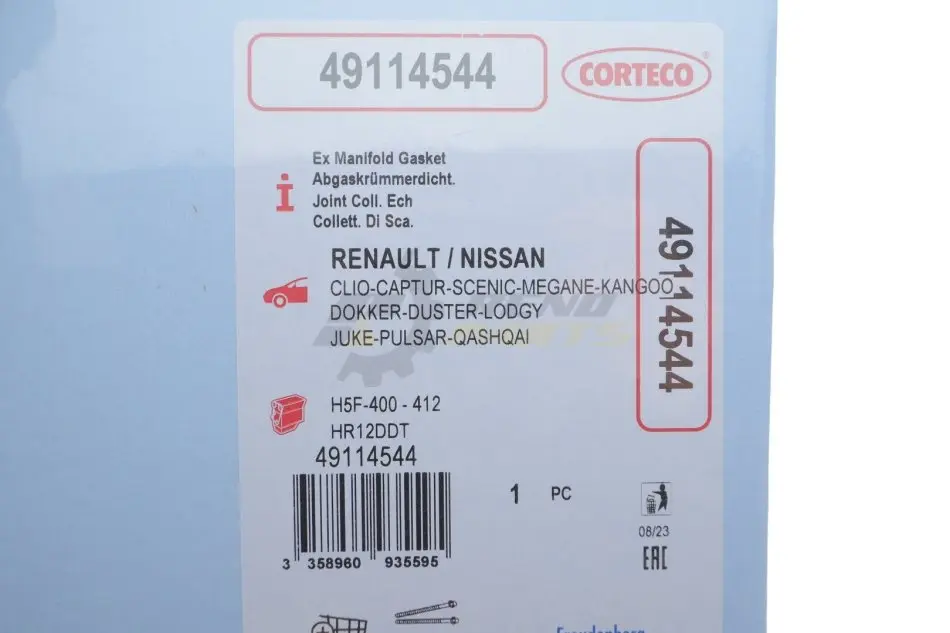 49114544
CORTECO®
Ex Manifold Gasket
Abgaskrümmerdicht.
Joint Coll. Ech
Collett. Di Sca.
RENAULT / NISSAN
CLIO-CAPTUR-SCENIC-MEGANE-KANGOO
DOKKER-DUSTER-LODGY
JUKE-PULSAR-QASHQAI
49114544
H5F-400 - 412
HR12DDT
49114544
1 PC
3 358960 935595
08/23
EAC
Freudenberg